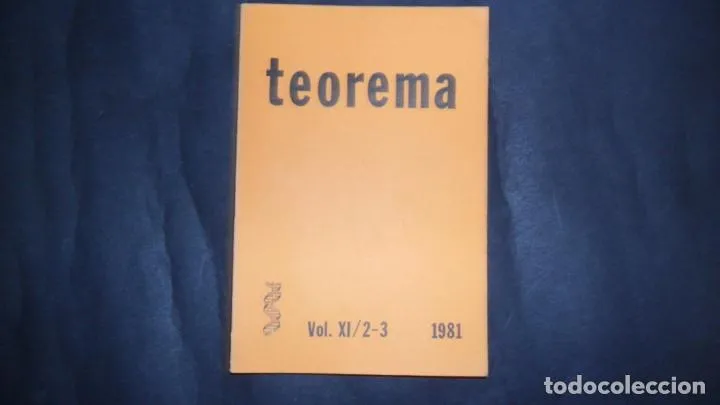 teorema
Vol. XI/2-3 1981
todocoleccion